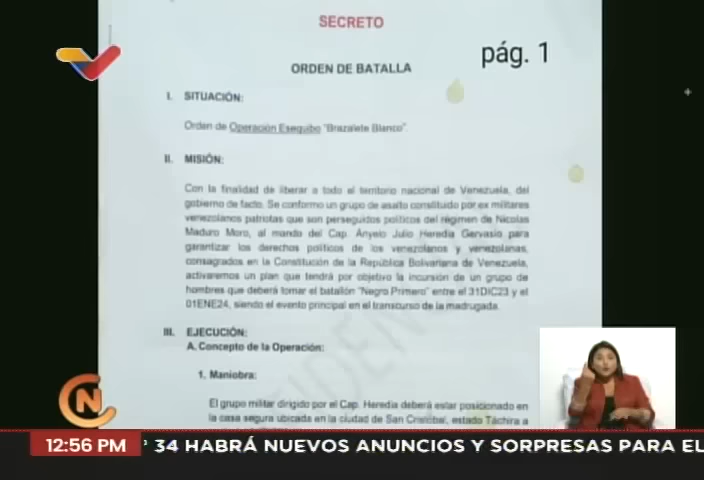 SECRETO
pág. 1
ORDEN DE BATALLA
I. SITUACIÓN:
Orden de Operación Esequibo "Brazalete Blanco".
II. MISIÓN:
Con la finalidad de liberar a todo el territorio nacional de Venezuela, del
gobierno de facto. Se conformo un grupo de asalto constituido por ex militares
venezolanos patriotas que son perseguidos políticos del régimen de Nicolas
Maduro Moro, al mando del Cap. Anyelo Julio Heredia Gervasio para
garantizar los derechos políticos de los venezolanos y venezolanas,
consagrados en la Constitución de la República Bolivariana de Venezuela,
activaremos un plan que tendrá por objetivo la incursión de un grupo de
hombres que deberá tomar el batallón "Negro Primero" entre el 31DIC23 y el
01ENE24, siendo el evento principal en el transcurso de la madrugada.
III. EJECUCIÓN:
A. Concepto de la Operación:
1. Maniobra:
El grupo militar dirigido por el Cap. Heredia deberá estar posicionado en
la casa segura ubicada en la ciudad de San Cristóbal, estado Táchira a
N
12:56 PM
34 HABRÁ NUEVOS ANUNCIOS Y SORPRESAS PARA EL